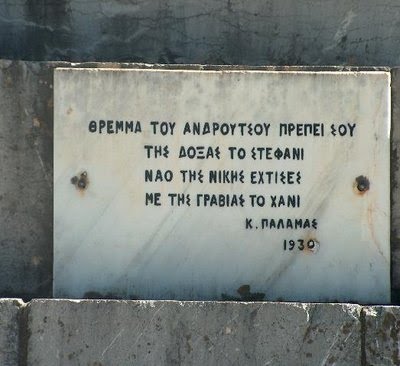 ΘΡΕΜΜΑ ΤΟΥ ΑΝΔΡΟΥΤΣΟΥ ΠΡΕΠΕΙ ΣΟΥ
ΤΗΣ ΔΟΞΑΣ ΤΟ ΣΤΕΦΑΝΙ
ΝΑΟ ΤΗΣ ΝΙΚΗΣ ΕΧΤΙΣΕΣ
ΜΕ ΤΗΣ ΓΡΑΒΙΑΣ ΤΟ ΧΑΝΙ
Κ. ΠΑΛΑΜΑΣ
1930